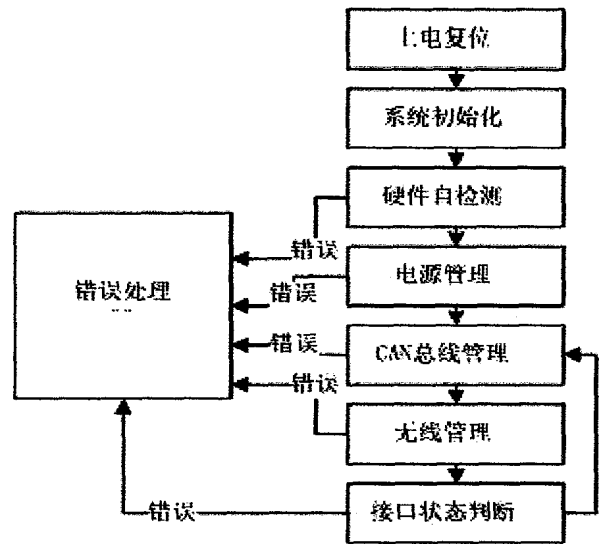 上电复位
系统初始化
硬件自检测
错误
电源管理
错误处理
错误
CAN总线管理
错误
错误
无线管理
错误
接口状态判断